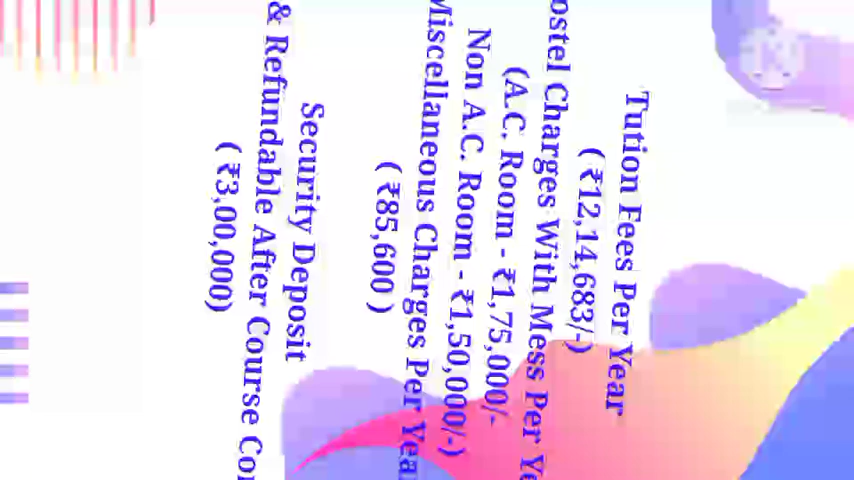 Tution Fees Per Year
( ₹12,14,683/-)
ostel Charges With Mess Per Ye
(A.C. Room - ₹1,75,000/-
Non A.C. Room - ₹1,50,000/-)
Miscellaneous Charges Per Year
( ₹85,600 )
Security Deposit
& Refundable After Course Co
( ₹3,00,000)